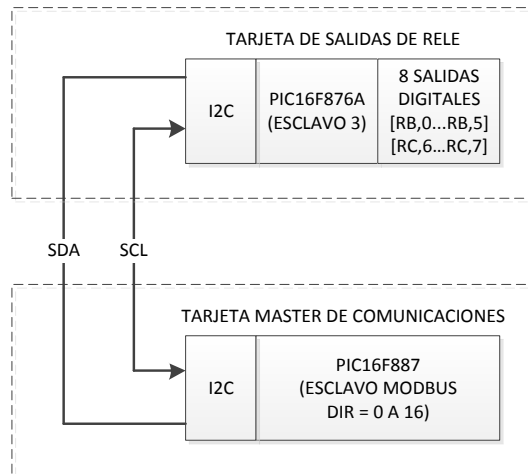 TARJETA DE SALIDAS DE RELE
I2C
PIC16F876A
(ESCLAVO 3)
8 SALIDAS
DIGITALES
[RB,0...RB,5]
[RC,6...RC,7]
SDA
SCL
TARJETA MASTER DE COMUNICACIONES
I2C
PIC16F887
(ESCLAVO MODBUS
DIR = 0 A 16)